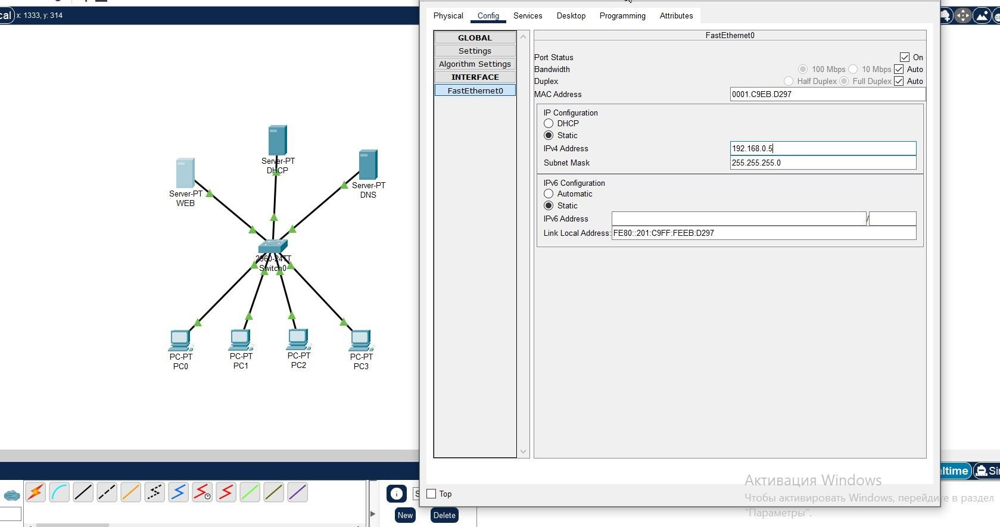 cal x: 1333, y: 314
Physical Config Services Desktop Programming Attributes
GLOBAL
Settings
Algorithm Settings
INTERFACE
FastEthernet0
FastEthernet0
Port Status On
Bandwidth 100 Mbps 10 Mbps Auto
Duplex Half Duplex Full Duplex Auto
MAC Address 0001.C9EB.D297
IP Configuration
DHCP
Static
IPv4 Address 192.168.0.5
Subnet Mask 255.255.255.0
IPv6 Configuration
Automatic
Static
IPv6 Address /
Link Local Address: FE80::201:C9FF:FEEB:D297
Server-PT
DHCP
Server-PT
WEB
Server-PT
DNS
2960-24TT
Switch0
PC-PT
PC0
PC-PT
PC1
PC-PT
PC2
PC-PT
PC3
ltime Si
Top
New Delete
Активация Windows
Чтобы активировать Windows, перейдите в раздел
"Параметры".